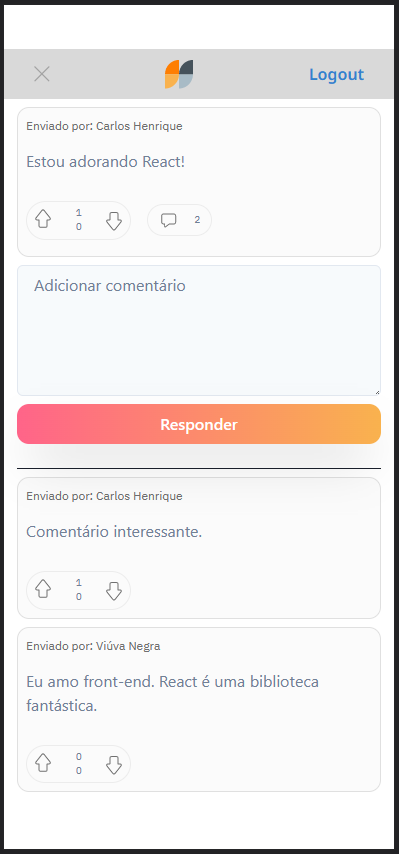 Logout
Enviado por: Carlos Henrique
Estou adorando React!
1
0
2
Adicionar comentário
Responder
Enviado por: Carlos Henrique
Comentário interessante.
1
0
Enviado por: Viúva Negra
Eu amo front-end. React é uma biblioteca
fantástica.
0
0